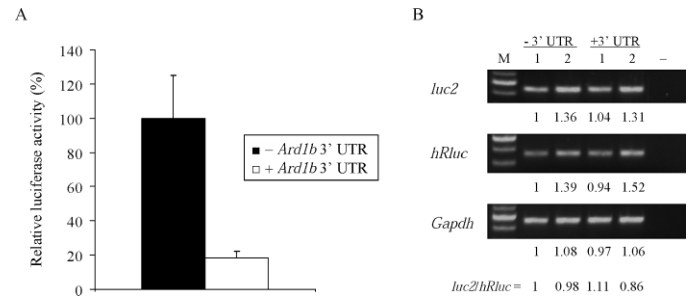 A
140
120
100
80
60
40
20
0
Relative luciferase activity (%)
– Ard1b 3’ UTR
+ Ard1b 3’ UTR
B
- 3’ UTR +3’ UTR
M 1 2 1 2 –
luc2
1 1.36 1.04 1.31
hRluc
1 1.39 0.94 1.52
Gapdh
1 1.08 0.97 1.06
luc2/hRluc = 1 0.98 1.11 0.86